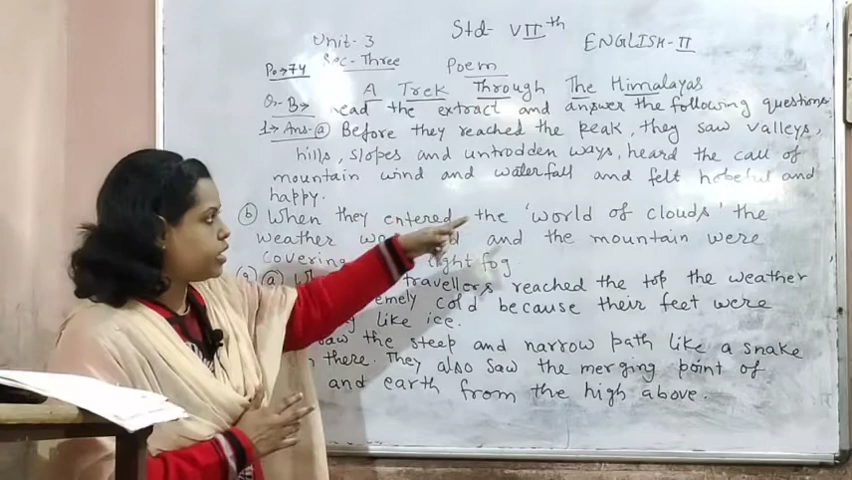 Unit-3 Std- VIIth ENGLISH-II
Po→74 Sec-Three Poem
A Trek Through The Himalayas
Q.-B→ read the extract and answer the following questions
1→ Ans-ⓐ Before they reached the peak, they saw valleys,
hills, slopes and untrodden ways, heard the call of
mountain wind and waterfall and felt hobeful and
happy.
ⓑ When they entered the 'world of clouds' the
weather and the mountain were
covering fog.
ⓐ travellers reached the top the weather
cold because their feet were
like ice.
saw the steep and narrow path like a snake
there. They also saw the merging point of
and earth from the high above.